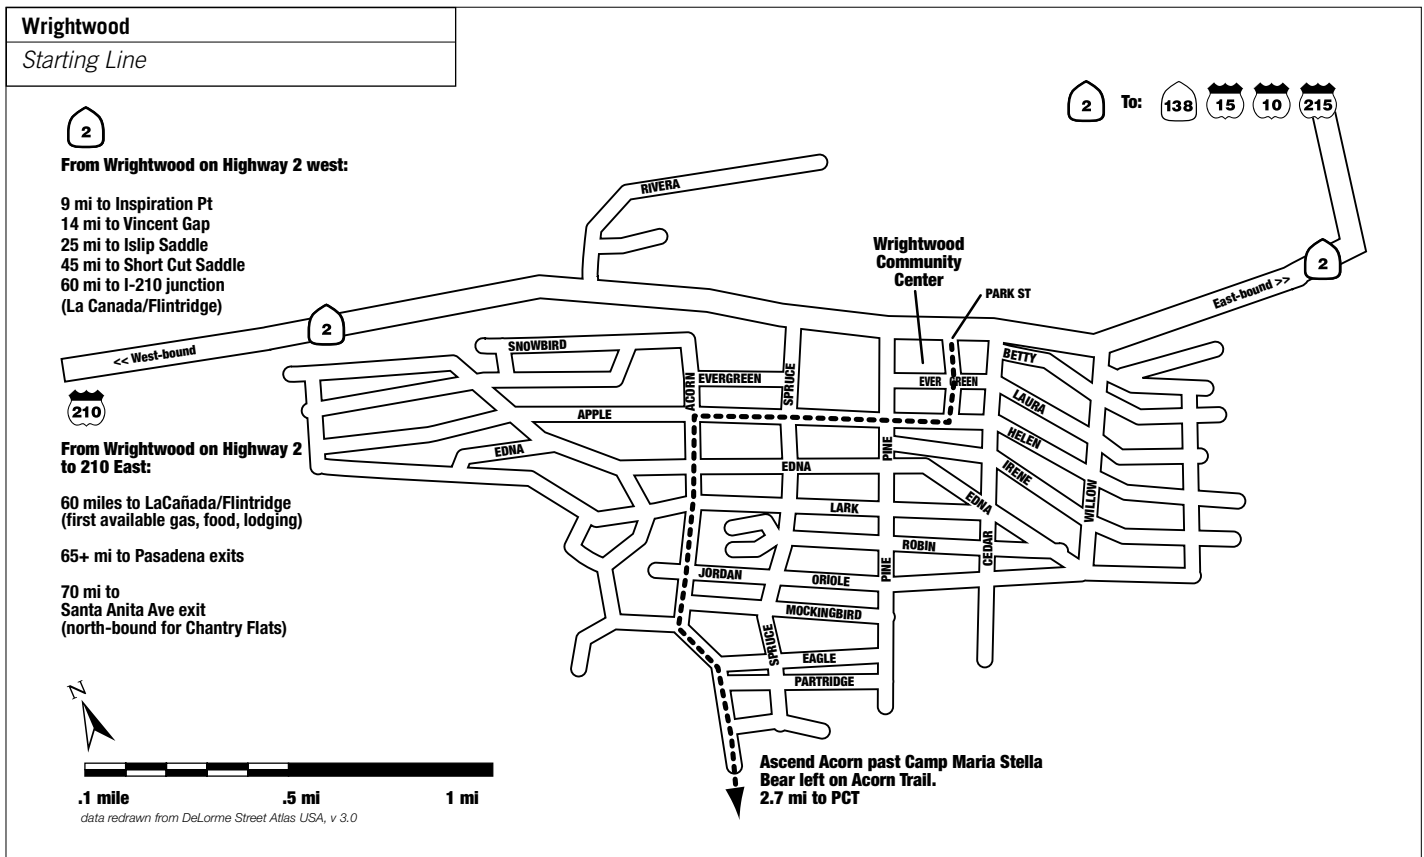 Wrightwood
Starting Line
2
From Wrightwood on Highway 2 west:
9 mi to Inspiration Pt
14 mi to Vincent Gap
25 mi to Islip Saddle
45 mi to Short Cut Saddle
60 mi to I-210 junction
(La Canada/Flintridge)
2 To: 138 15 10 215
RIVERA
Wrightwood
Community
Center
PARK ST
2
East-bound >>
2
<< West-bound
210
SNOWBIRD
BETTY
EVERGREEN
EVER GREEN
ACORN
SPRUCE
APPLE
LAURA
From Wrightwood on Highway 2
to 210 East:
60 miles to LaCañada/Flintridge
(first available gas, food, lodging)
65+ mi to Pasadena exits
70 mi to
Santa Anita Ave exit
(north-bound for Chantry Flats)
HELEN
PINE
EDNA
EDNA
IRENE
EDNA
WILLOW
LARK
ROBIN
CEDAR
JORDAN
ORIOLE
PINE
MOCKINGBIRD
SPRUCE
EAGLE
PARTRIDGE
N
Ascend Acorn past Camp Maria Stella
Bear left on Acorn Trail.
2.7 mi to PCT
.1 mile .5 mi 1 mi
data redrawn from DeLorme Street Atlas USA, v 3.0